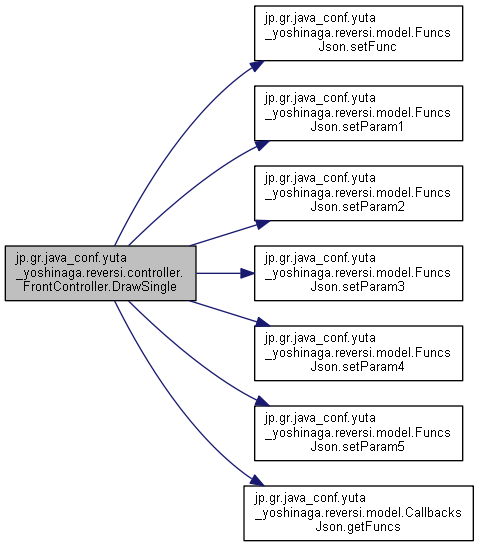 jp.gr.java_conf.yuta
_yoshinaga.reversi.model.Funcs
Json.setFunc
jp.gr.java_conf.yuta
_yoshinaga.reversi.model.Funcs
Json.setParam1
jp.gr.java_conf.yuta
_yoshinaga.reversi.model.Funcs
Json.setParam2
jp.gr.java_conf.yuta
_yoshinaga.reversi.controller.
FrontController.DrawSingle
jp.gr.java_conf.yuta
_yoshinaga.reversi.model.Funcs
Json.setParam3
jp.gr.java_conf.yuta
_yoshinaga.reversi.model.Funcs
Json.setParam4
jp.gr.java_conf.yuta
_yoshinaga.reversi.model.Funcs
Json.setParam5
jp.gr.java_conf.yuta
_yoshinaga.reversi.model.Callbacks
Json.getFuncs